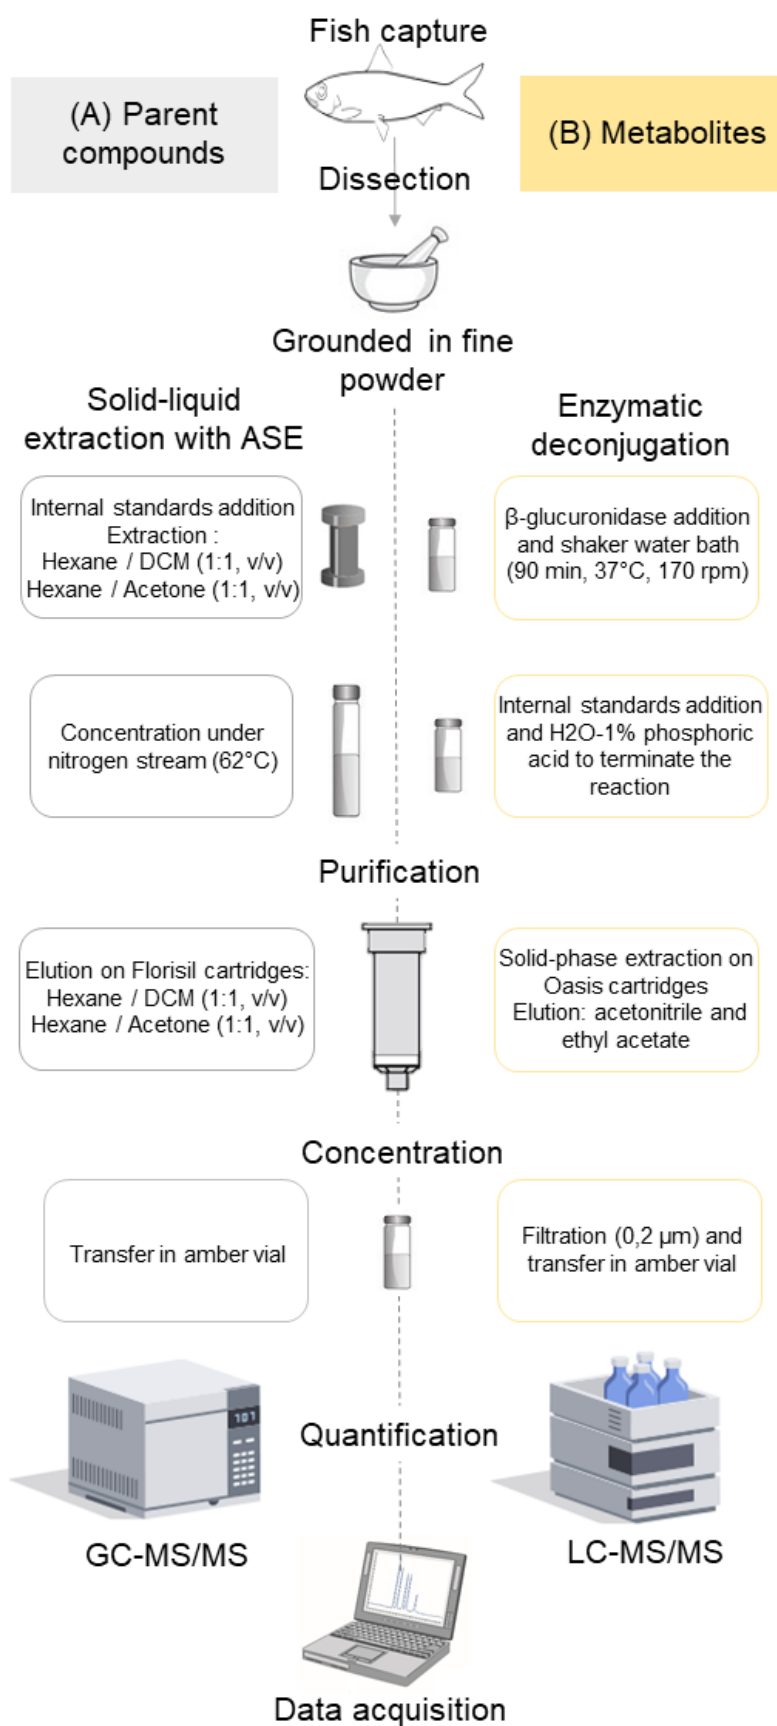 Fish capture
(A) Parent
compounds
(B) Metabolites
Dissection
Grounded in fine
powder
Solid-liquid
extraction with ASE
Enzymatic
deconjugation
Internal standards addition
Extraction :
Hexane / DCM (1:1, v/v)
Hexane / Acetone (1:1, v/v)
β-glucuronidase addition
and shaker water bath
(90 min, 37°C, 170 rpm)
Concentration under
nitrogen stream (62°C)
Internal standards addition
and H2O-1% phosphoric
acid to terminate the
reaction
Purification
Elution on Florisil cartridges:
Hexane / DCM (1:1, v/v)
Hexane / Acetone (1:1, v/v)
Solid-phase extraction on
Oasis cartridges
Elution: acetonitrile and
ethyl acetate
Concentration
Transfer in amber vial
Filtration (0,2 µm) and
transfer in amber vial
Quantification
GC-MS/MS
LC-MS/MS
Data acquisition